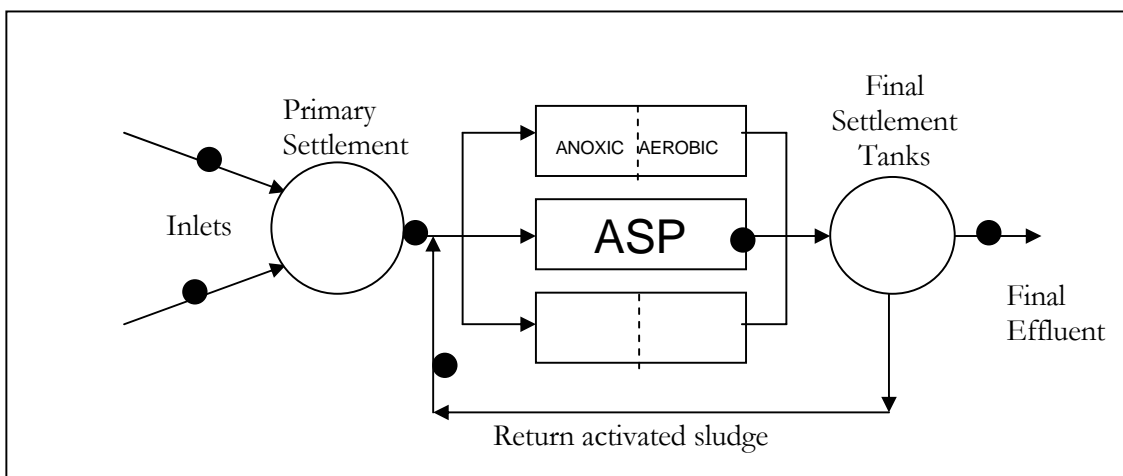 Primary
Settlement
Inlets
ANOXIC AEROBIC
ASP
Final
Settlement
Tanks
Final
Effluent
Return activated sludge